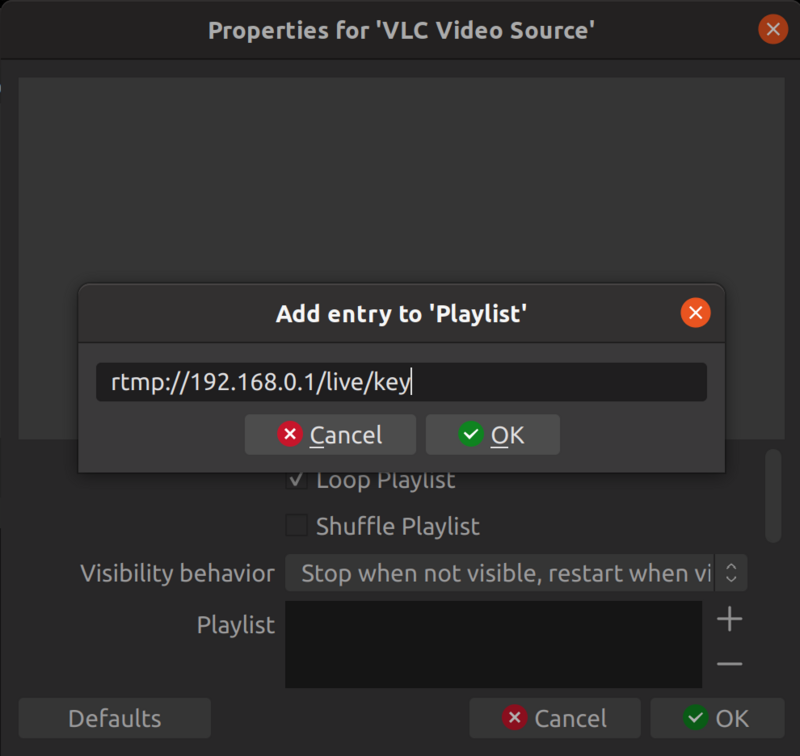 Properties for 'VLC Video Source'
Add entry to 'Playlist'
rtmp://192.168.0.1/live/key
Cancel
OK
Loop Playlist
Shuffle Playlist
Visibility behavior Stop when not visible, restart when vi
Playlist
Defaults Cancel OK